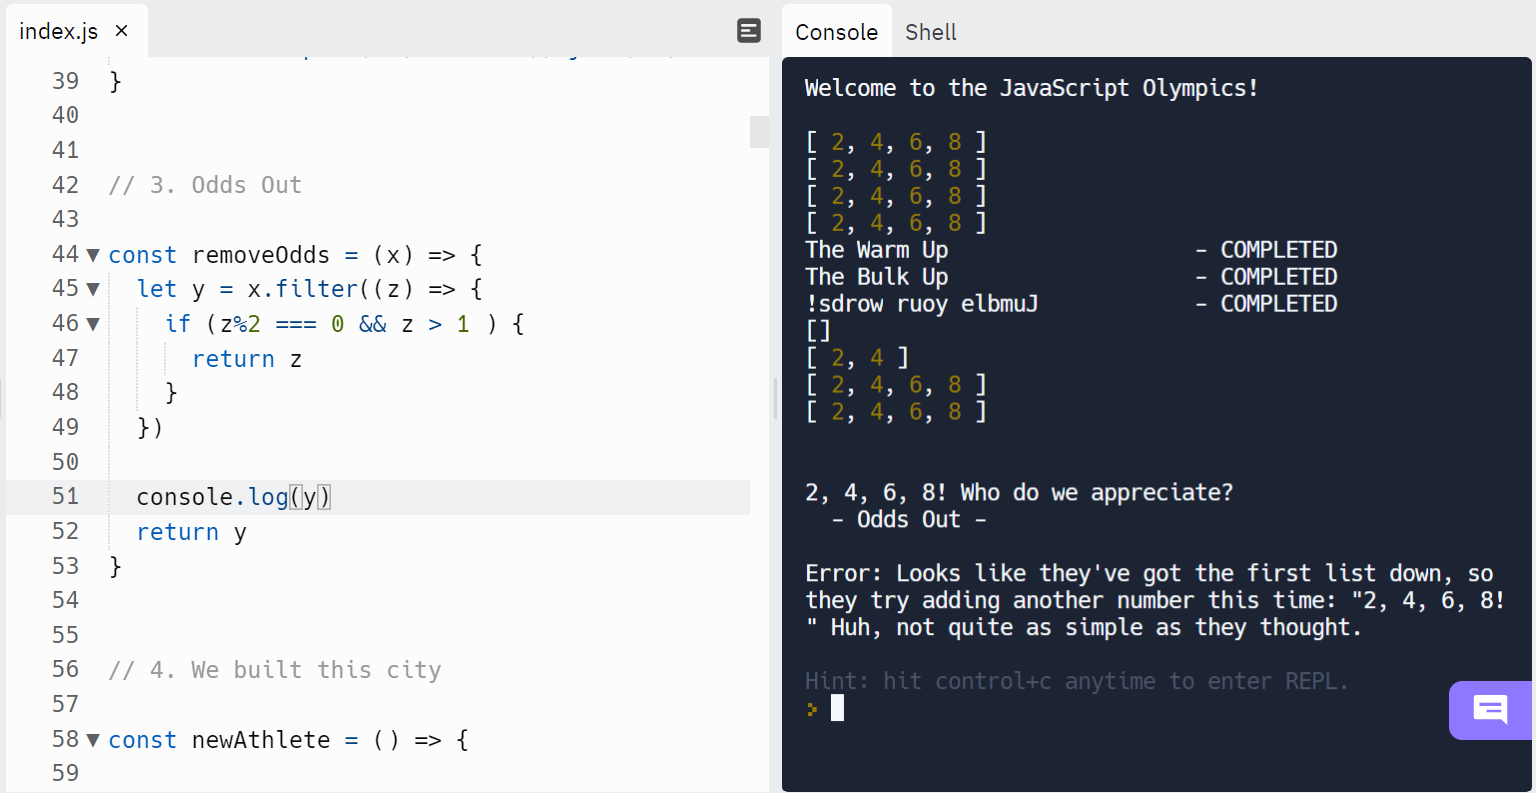 index.js ×
39 }
40
41
42 // 3. Odds Out
43
44 ▼ const removeOdds = (x) => {
45 ▼   let y = x.filter((z) => {
46 ▼     if (z%2 === 0 && z > 1 ) {
47       return z
48     }
49   })
50
51   console.log(y)
52   return y
53 }
54
55
56 // 4. We built this city
57
58 ▼ const newAthlete = () => {
59
Console Shell
Welcome to the JavaScript Olympics!
[ 2, 4, 6, 8 ]
[ 2, 4, 6, 8 ]
[ 2, 4, 6, 8 ]
[ 2, 4, 6, 8 ]
The Warm Up - COMPLETED
The Bulk Up - COMPLETED
!sdrow ruoy elbmuJ - COMPLETED
[]
[ 2, 4 ]
[ 2, 4, 6, 8 ]
[ 2, 4, 6, 8 ]
2, 4, 6, 8! Who do we appreciate?
- Odds Out -
Error: Looks like they've got the first list down, so
they try adding another number this time: "2, 4, 6, 8!
" Huh, not quite as simple as they thought.
Hint: hit control+c anytime to enter REPL.
>